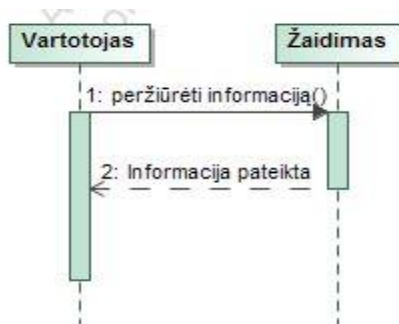 Vartotojas
Žaidimas
1: peržiūrėti informaciją()
2: Informacija pateikta